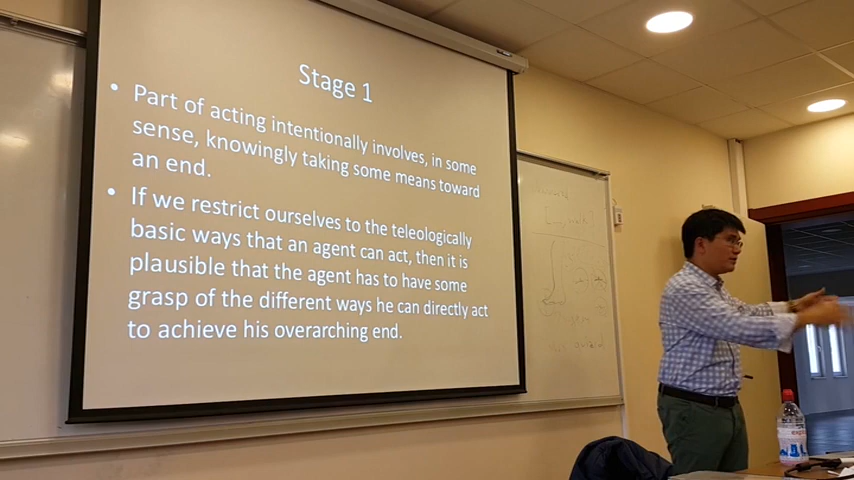 Stage 1
• Part of acting intentionally involves, in some
sense, knowingly taking some means toward
an end.
• If we restrict ourselves to the teleologically
basic ways that an agent can act, then it is
plausible that the agent has to have some
grasp of the different ways he can directly act
to achieve his overarching end.